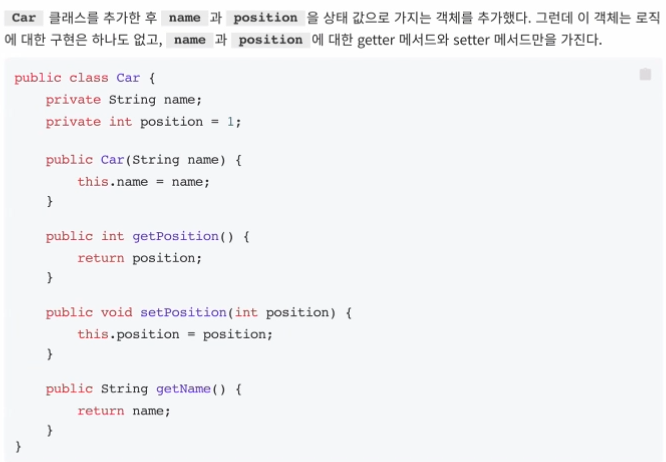 Car 클래스를 추가한 후 name 과 position 을 상태 값으로 가지는 객체를 추가했다. 그런데 이 객체는 로직
에 대한 구현은 하나도 없고, name 과 position 에 대한 getter 메서드와 setter 메서드만을 가진다.
public class Car {
    private String name;
    private int position = 1;
    public Car(String name) {
        this.name = name;
    }
    public int getPosition() {
        return position;
    }
    public void setPosition(int position) {
        this.position = position;
    }
    public String getName() {
        return name;
    }
}